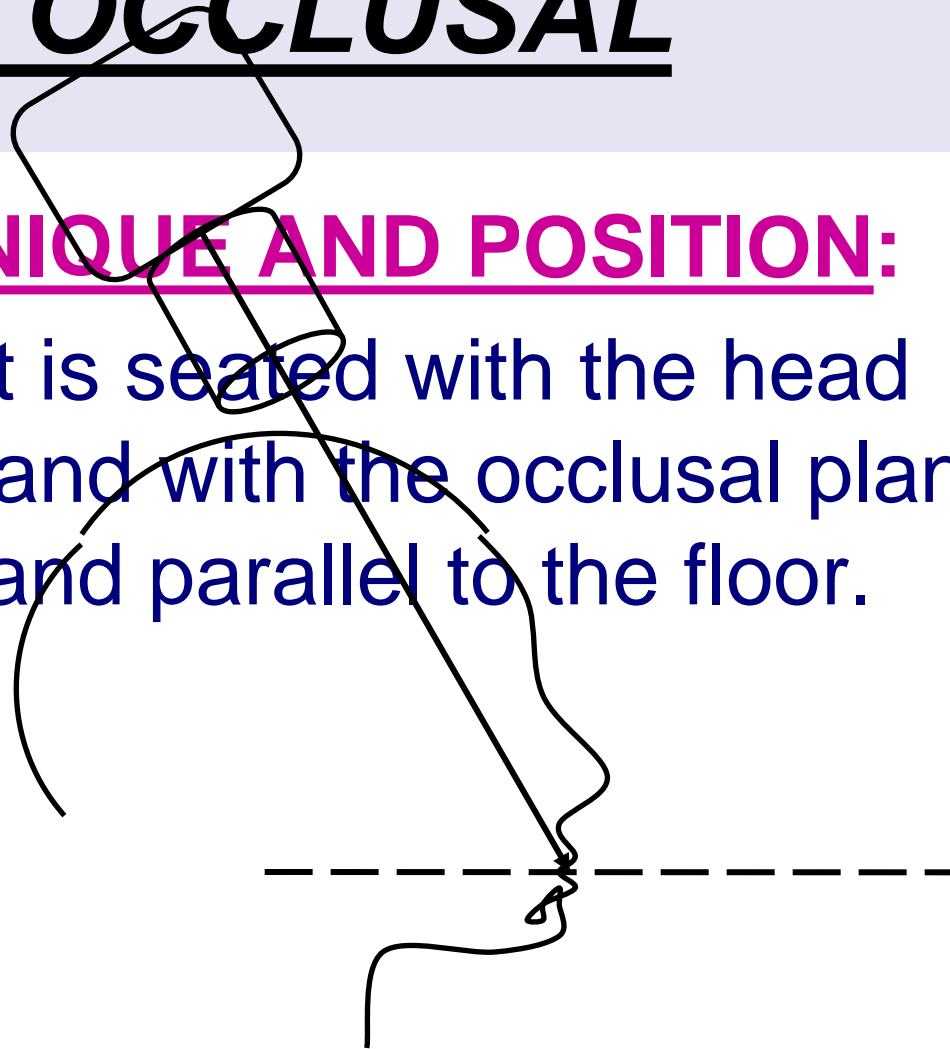 OCCLUSAL
NIQUE AND POSITION:
t is seated with the head
and with the occlusal plan
and parallel to the floor.